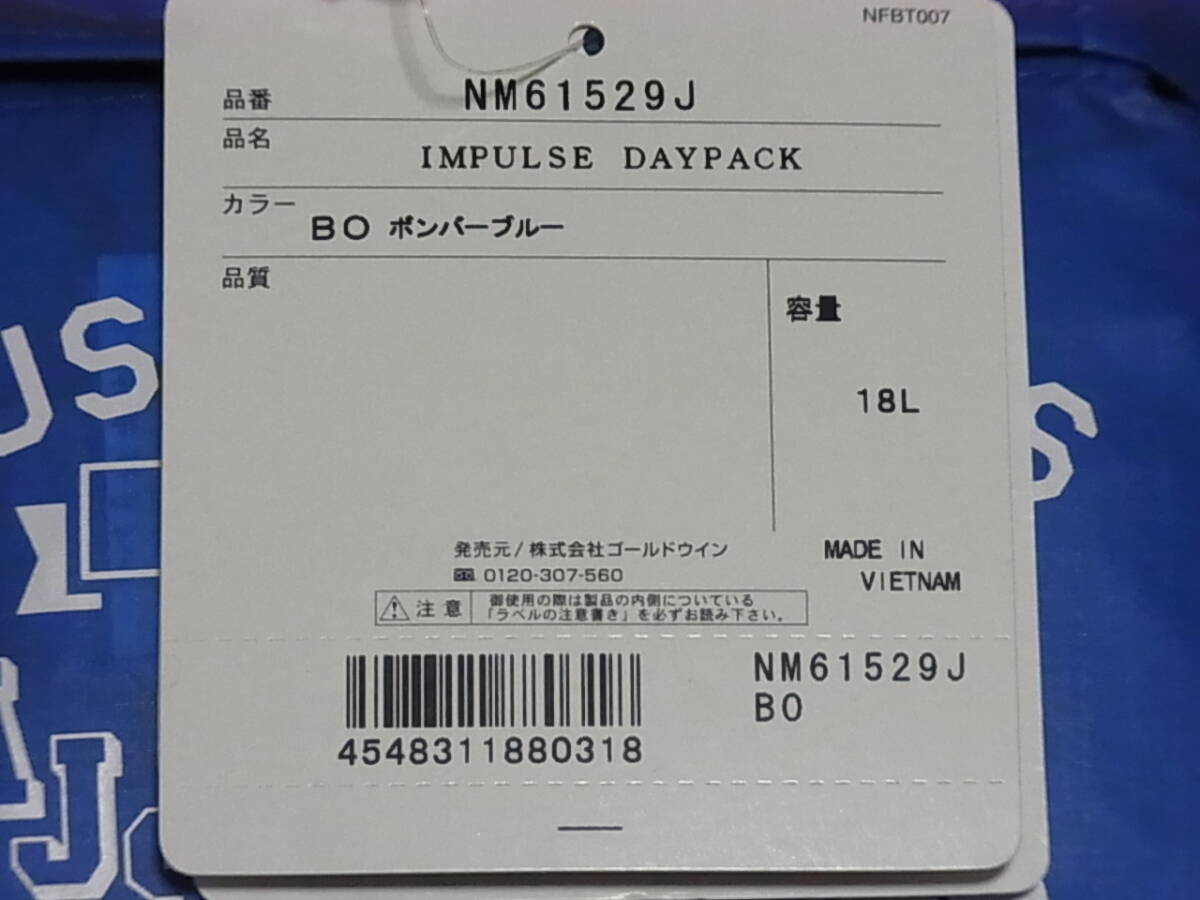 NFBT007
品番 NM61529J
品名 IMPULSE DAYPACK
カラー BO ボンバーブルー
品質
容量
18L
発売元/株式会社ゴールドウイン
0120-307-560
MADE IN
VIETNAM
注意
御使用の際は製品の内側についている
「ラベルの注意書き」を必ずお読み下さい。
NM61529J
BO
4548311880318
US
S
J